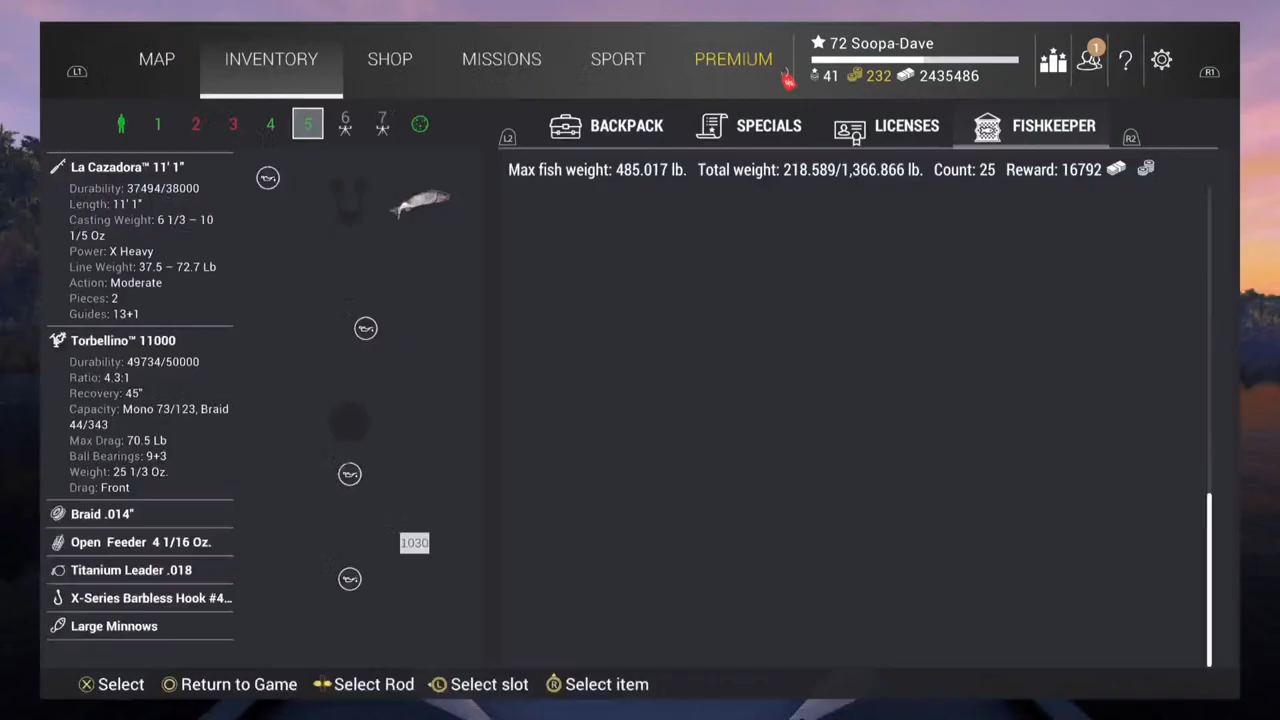 L1
MAP
INVENTORY
SHOP
MISSIONS
SPORT
PREMIUM
72 Soopa-Dave
41 232 2435486
1
?
R1
1 2 3 4 5 6 7
L2
BACKPACK
SPECIALS
LICENSES
FISHKEEPER
R2
Max fish weight: 485.017 lb. Total weight: 218.589/1,366.866 lb. Count: 25 Reward: 16792
La Cazadora™ 11' 1"
Durability: 37494/38000
Length: 11' 1"
Casting Weight: 6 1/3 – 10
1/5 Oz
Power: X Heavy
Line Weight: 37.5 – 72.7 Lb
Action: Moderate
Pieces: 2
Guides: 13+1
Torbellino™ 11000
Durability: 49734/50000
Ratio: 4.3:1
Recovery: 45"
Capacity: Mono 73/123, Braid
44/343
Max Drag: 70.5 Lb
Ball Bearings: 9+3
Weight: 25 1/3 Oz.
Drag: Front
Braid .014"
Open Feeder 4 1/16 Oz.
Titanium Leader .018
X-Series Barbless Hook #4...
Large Minnows
1030
Select
Return to Game
Select Rod
L Select slot
R Select item